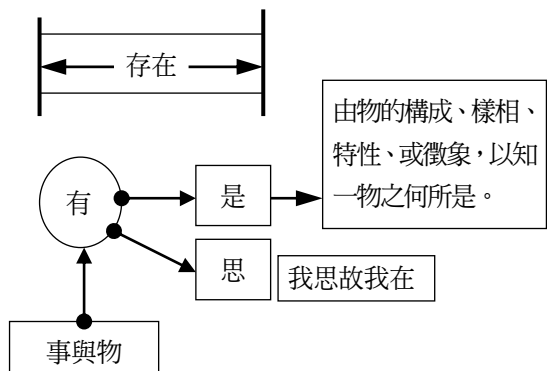 存在
由物的構成、樣相、
特性、或徵象，以知
一物之何所是。
有
是
思
我思故我在
事與物